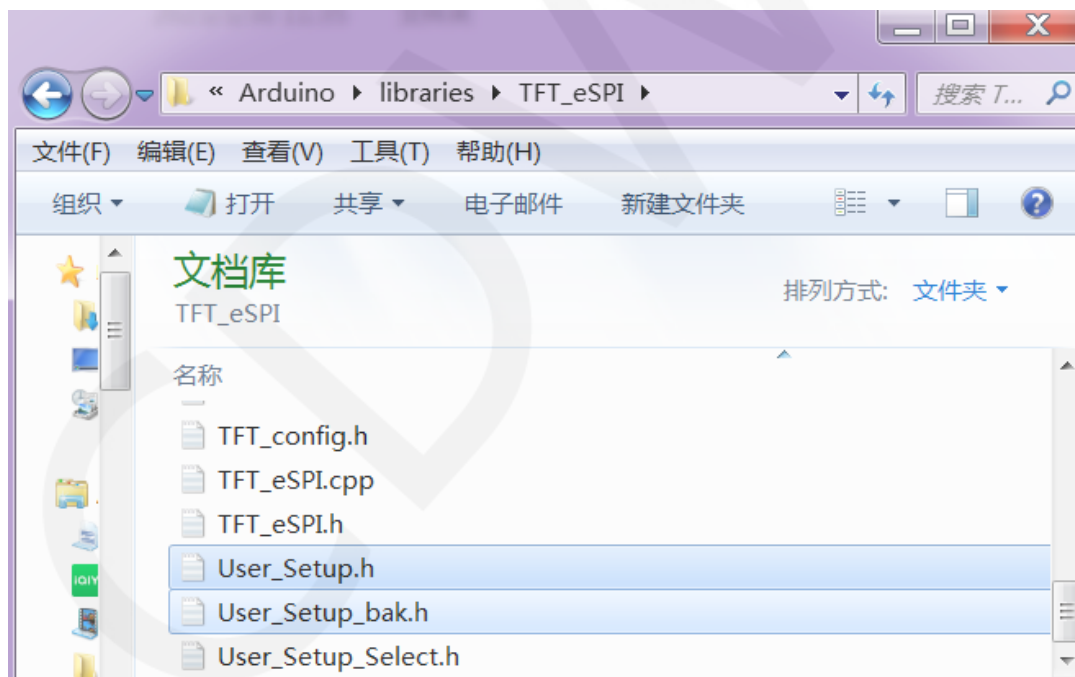 « Arduino ▸ libraries ▸ TFT_eSPI ▸ 搜索 T...
文件(F) 编辑(E) 查看(V) 工具(T) 帮助(H)
组织 打开 共享 电子邮件 新建文件夹
文档库
TFT_eSPI
排列方式: 文件夹
名称
TFT_config.h
TFT_eSPI.cpp
TFT_eSPI.h
User_Setup.h
User_Setup_bak.h
User_Setup_Select.h